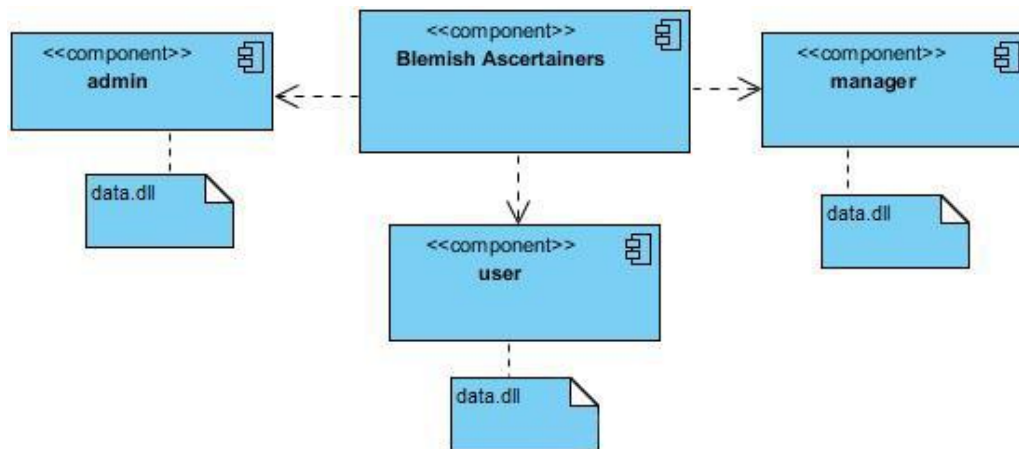 <<component>>
admin
data.dll
<<component>>
Blemish Ascertainers
<<component>>
manager
data.dll
<<component>>
user
data.dll